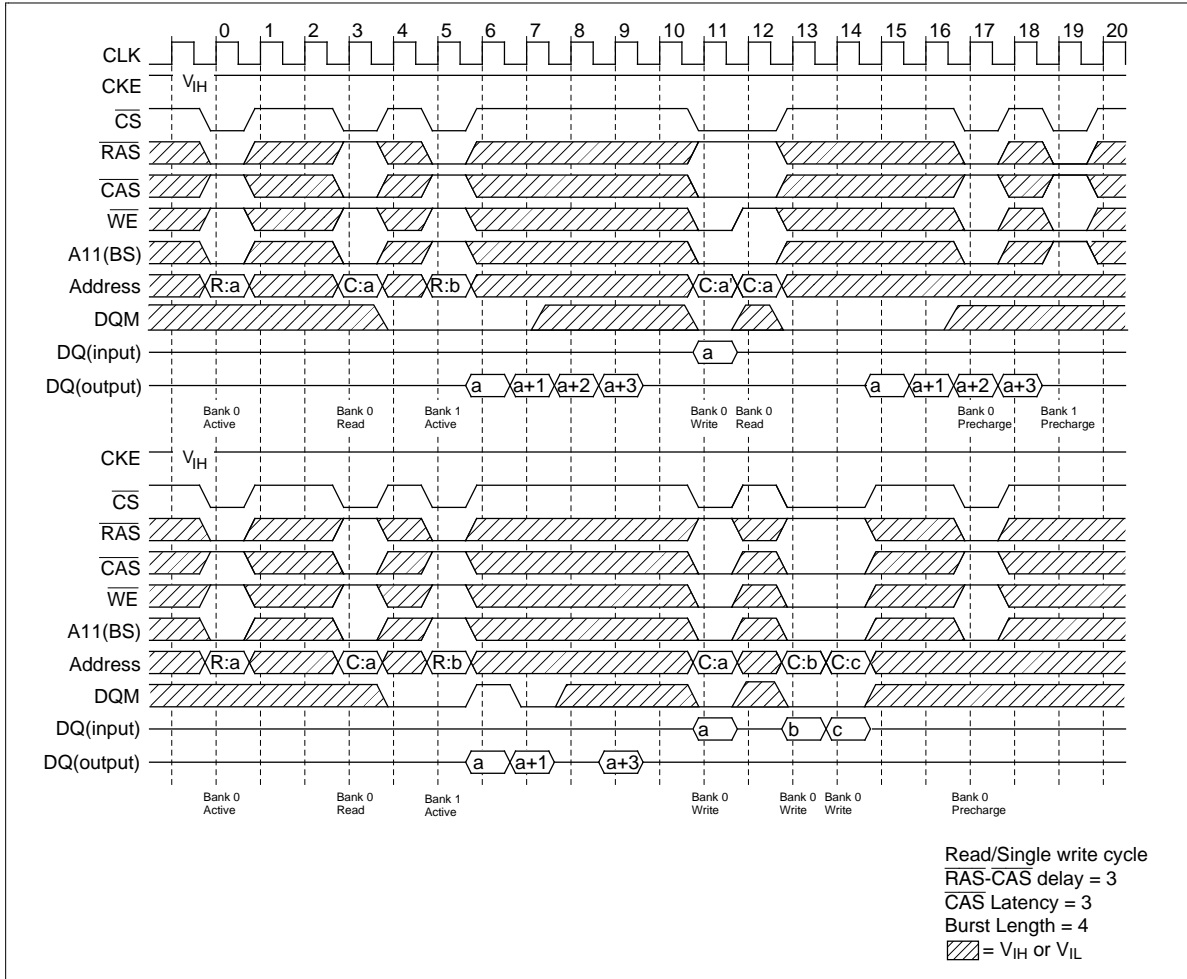 0 1 2 3 4 5 6 7 8 9 10 11 12 13 14 15 16 17 18 19 20
CLK
CKE VIH
CS
RAS
CAS
WE
A11(BS)
Address R:a C:a R:b C:a' C:a
DQM
DQ(input) a
DQ(output) a a+1 a+2 a+3 a a+1 a+2 a+3
Bank 0 Bank 0 Bank 1 Bank 0 Bank 0 Bank 0 Bank 1
Active Read Active Write Read Precharge Precharge
CKE VIH
CS
RAS
CAS
WE
A11(BS)
Address R:a C:a R:b C:a C:b C:c
DQM
DQ(input) a b c
DQ(output) a a+1 a+3
Bank 0 Bank 0 Bank 1 Bank 0 Bank 0 Bank 0 Bank 0
Active Read Active Write Write Write Precharge
Read/Single write cycle
RAS-CAS delay = 3
CAS Latency = 3
Burst Length = 4
= VIH or VIL